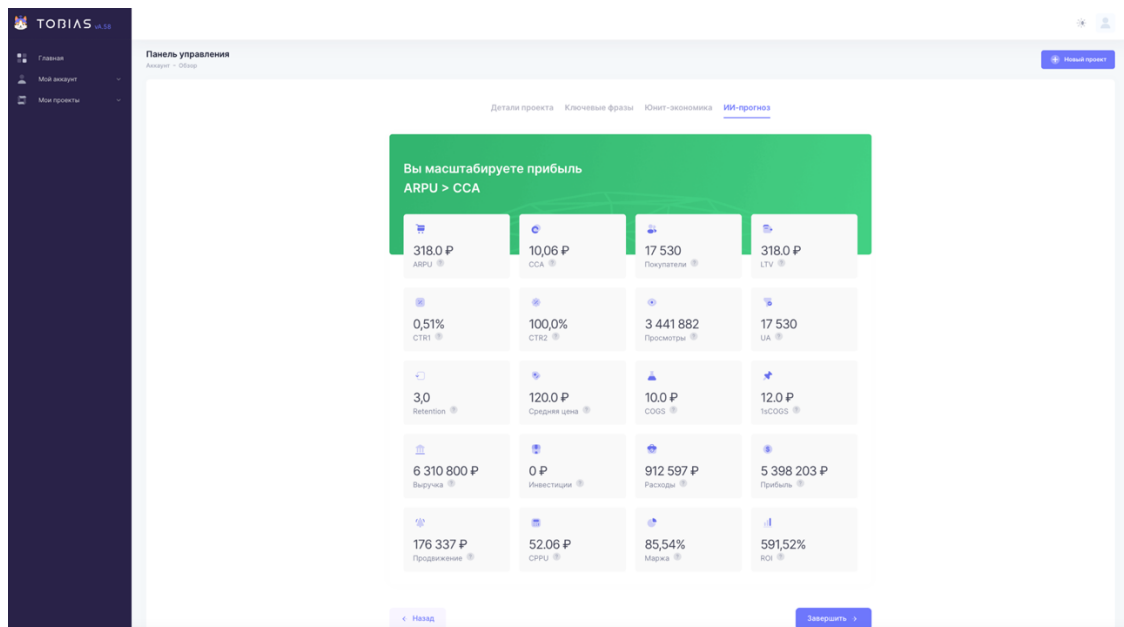 TOBIAS v4.58
Главная
Мой аккаунт
Мои проекты
Панель управления
Аккаунт - Обзор
Новый проект
Детали проекта Ключевые фразы Юнит-экономика ИИ-прогноз
Вы масштабируете прибыль
ARPU > CCA
318.0 ₽ 10,06 ₽ 17 530 318.0 ₽
ARPU ? CCA ? Покупатели ? LTV ?
0,51% 100,0% 3 441 882 17 530
CTR1 ? CTR2 ? Просмотры ? UA ?
3,0 120.0 ₽ 10.0 ₽ 12.0 ₽
Retention ? Средняя цена ? COGS ? 1sCOGS ?
6 310 800 ₽ 0 ₽ 912 597 ₽ 5 398 203 ₽
Выручка ? Инвестиции ? Расходы ? Прибыль ?
176 337 ₽ 52.06 ₽ 85,54% 591,52%
Продвижение ? CPPU ? Маржа ? ROI ?
Назад Завершить